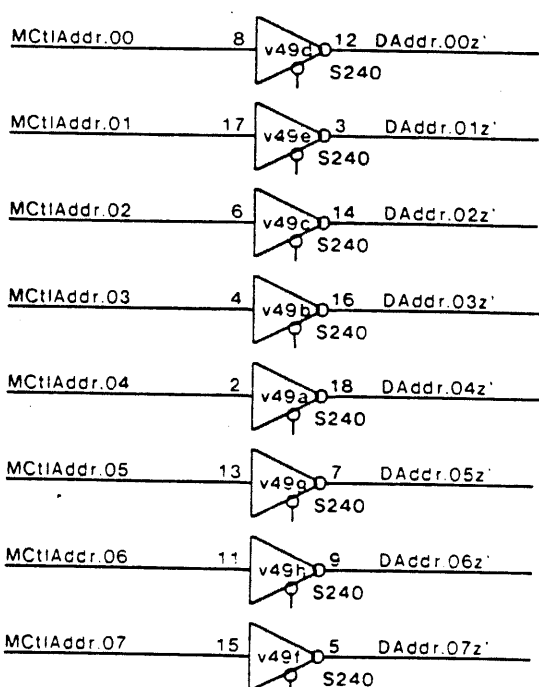 MCtlAddr.00 8 v49d 12 DAddr.00z'
S240
MCtlAddr.01 17 v49e 3 DAddr.01z'
S240
MCtlAddr.02 6 v49c 14 DAddr.02z'
S240
MCtlAddr.03 4 v49b 16 DAddr.03z'
S240
MCtlAddr.04 2 v49a 18 DAddr.04z'
S240
MCtlAddr.05 13 v49g 7 DAddr.05z'
S240
MCtlAddr.06 11 v49h 9 DAddr.06z'
S240
MCtlAddr.07 15 v49f 5 DAddr.07z'
S240